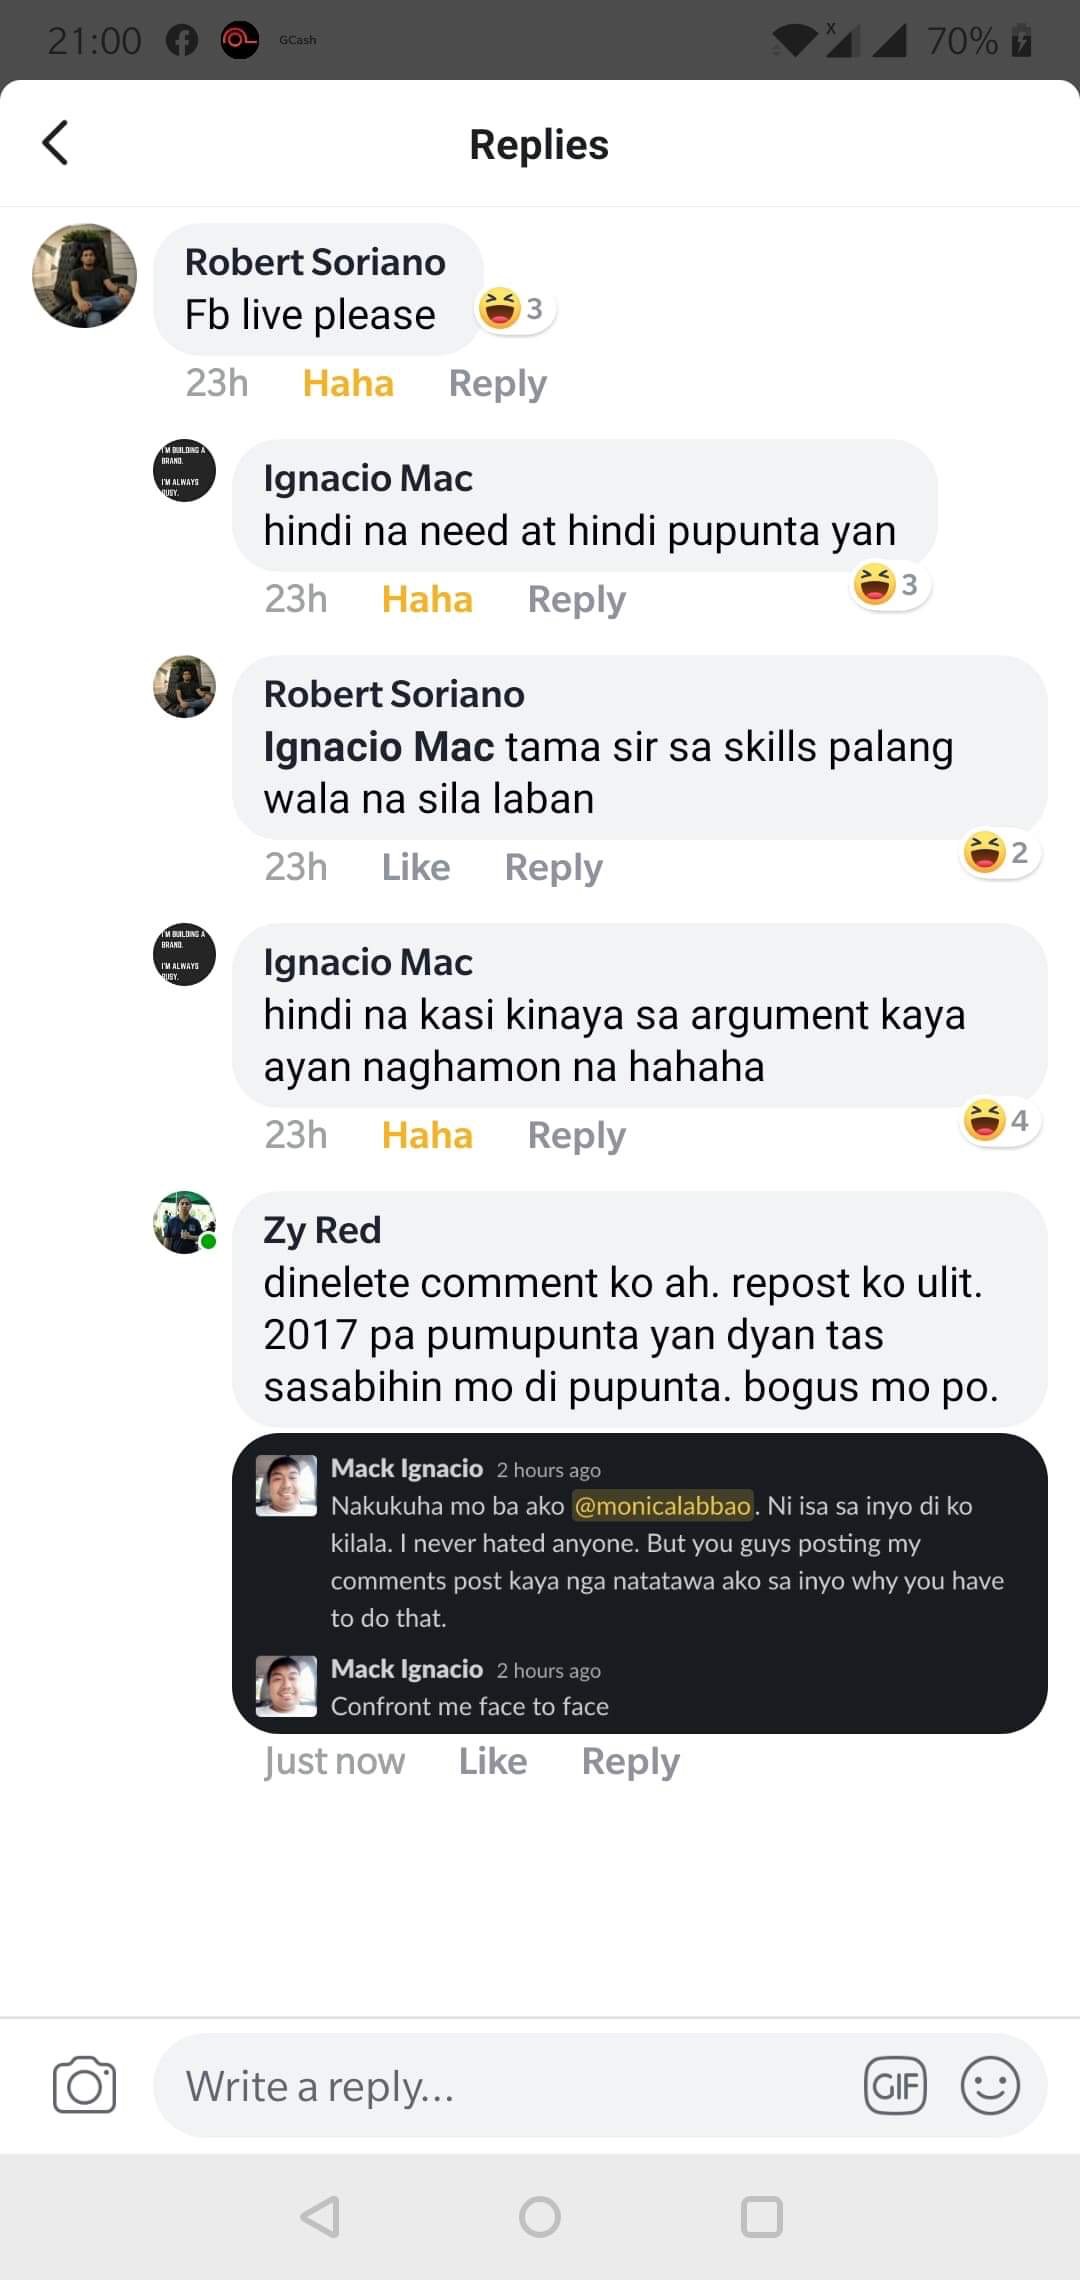 21:00 GCash 70%
Replies
Robert Soriano
Fb live please
3
23h Haha Reply
I'M BUILDING A
BRAND.
I'M ALWAYS
BUSY.
Ignacio Mac
hindi na need at hindi pupunta yan
23h Haha Reply
3
Robert Soriano
Ignacio Mac tama sir sa skills palang
wala na sila laban
23h Like Reply
2
I'M BUILDING A
BRAND.
I'M ALWAYS
BUSY.
Ignacio Mac
hindi na kasi kinaya sa argument kaya
ayan naghamon na hahaha
23h Haha Reply
4
Zy Red
dinelete comment ko ah. repost ko ulit.
2017 pa pumupunta yan dyan tas
sasabihin mo di pupunta. bogus mo po.
Mack Ignacio 2 hours ago
Nakukuha mo ba ako @monicalabbao. Ni isa sa inyo di ko
kilala. I never hated anyone. But you guys posting my
comments post kaya nga natatawa ako sa inyo why you have
to do that.
Mack Ignacio 2 hours ago
Confront me face to face
Just now Like Reply
Write a reply...
GIF